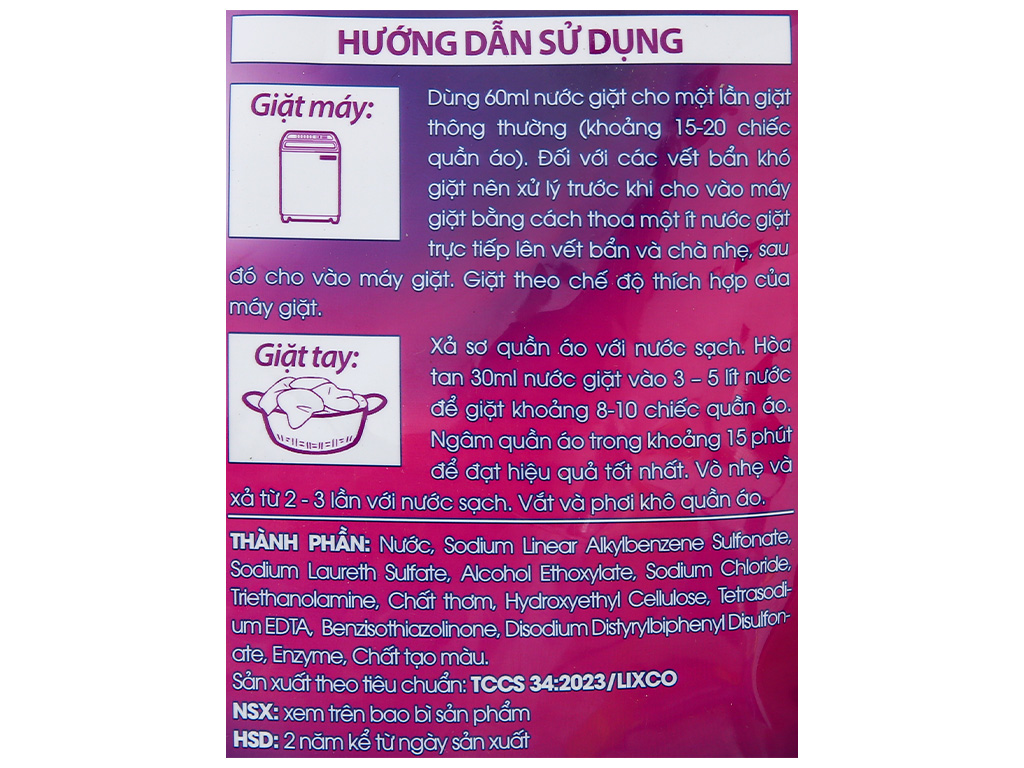 HƯỚNG DẪN SỬ DỤNG
Giặt máy:
Dùng 60ml nước giặt cho một lần giặt
thông thường (khoảng 15-20 chiếc
quần áo). Đối với các vết bẩn khó
giặt nên xử lý trước khi cho vào máy
giặt bằng cách thoa một ít nước giặt
trực tiếp lên vết bẩn và chà nhẹ, sau
đó cho vào máy giặt. Giặt theo chế độ thích hợp của
máy giặt.
Giặt tay:
Xả sơ quần áo với nước sạch. Hòa
tan 30ml nước giặt vào 3 – 5 lít nước
để giặt khoảng 8-10 chiếc quần áo.
Ngâm quần áo trong khoảng 15 phút
để đạt hiệu quả tốt nhất. Vò nhẹ và
xả từ 2 - 3 lần với nước sạch. Vắt và phơi khô quần áo.
THÀNH PHẦN: Nước, Sodium Linear Alkylbenzene Sulfonate,
Sodium Laureth Sulfate, Alcohol Ethoxylate, Sodium Chloride,
Triethanolamine, Chất thơm, Hydroxyethyl Cellulose, Tetrasodi-
um EDTA, Benzisothiazolinone, Disodium Distyrylbiphenyl Disulfon-
ate, Enzyme, Chất tạo màu.
Sản xuất theo tiêu chuẩn: TCCS 34:2023/LIXCO
NSX: xem trên bao bì sản phẩm
HSD: 2 năm kể từ ngày sản xuất